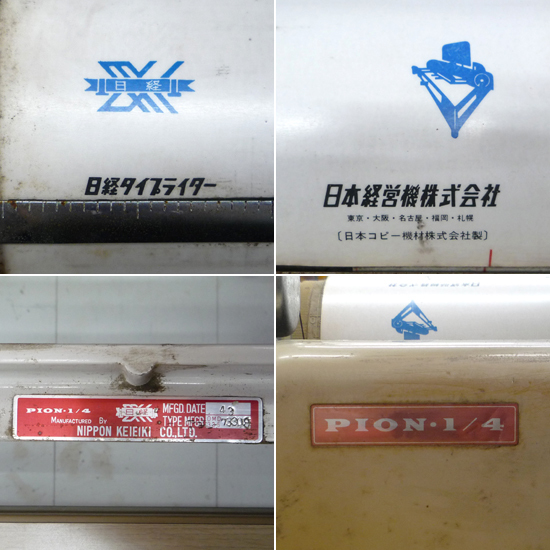 日経
日経タイプライター
日本経営機株式会社
東京・大阪・名古屋・福岡・札幌
〔日本コピー機材株式会社製〕
PION・1/4
日経
MFGD. DATE
MANUFACTURED BY
TYPE MFG
NIPPON KEIEIKI CO.,LTD.
PION・1/4